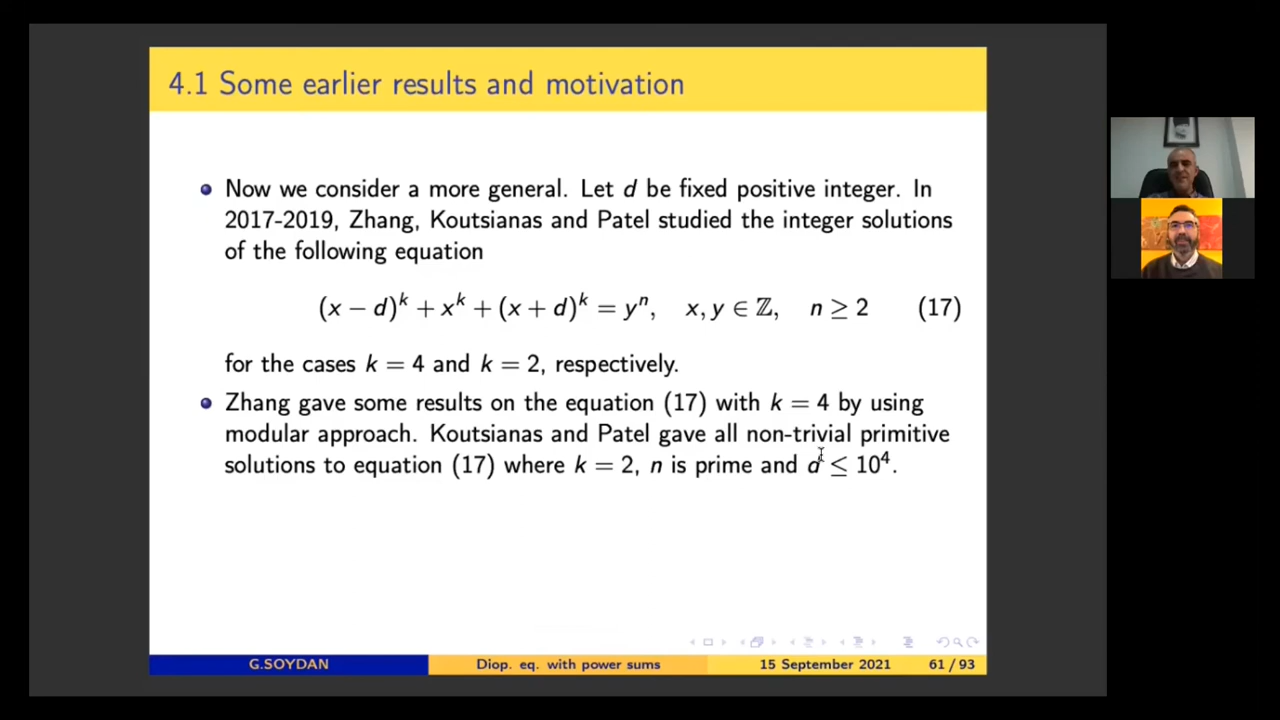 4.1 Some earlier results and motivation
Now we consider a more general. Let d be fixed positive integer. In
2017-2019, Zhang, Koutsianas and Patel studied the integer solutions
of the following equation
(x − d)^k + x^k + (x + d)^k = y^n, x, y ∈ ℤ, n ≥ 2 (17)
for the cases k = 4 and k = 2, respectively.
Zhang gave some results on the equation (17) with k = 4 by using
modular approach. Koutsianas and Patel gave all non-trivial primitive
solutions to equation (17) where k = 2, n is prime and d ≤ 10^4.
G.SOYDAN Diop. eq. with power sums 15 September 2021 61 / 93